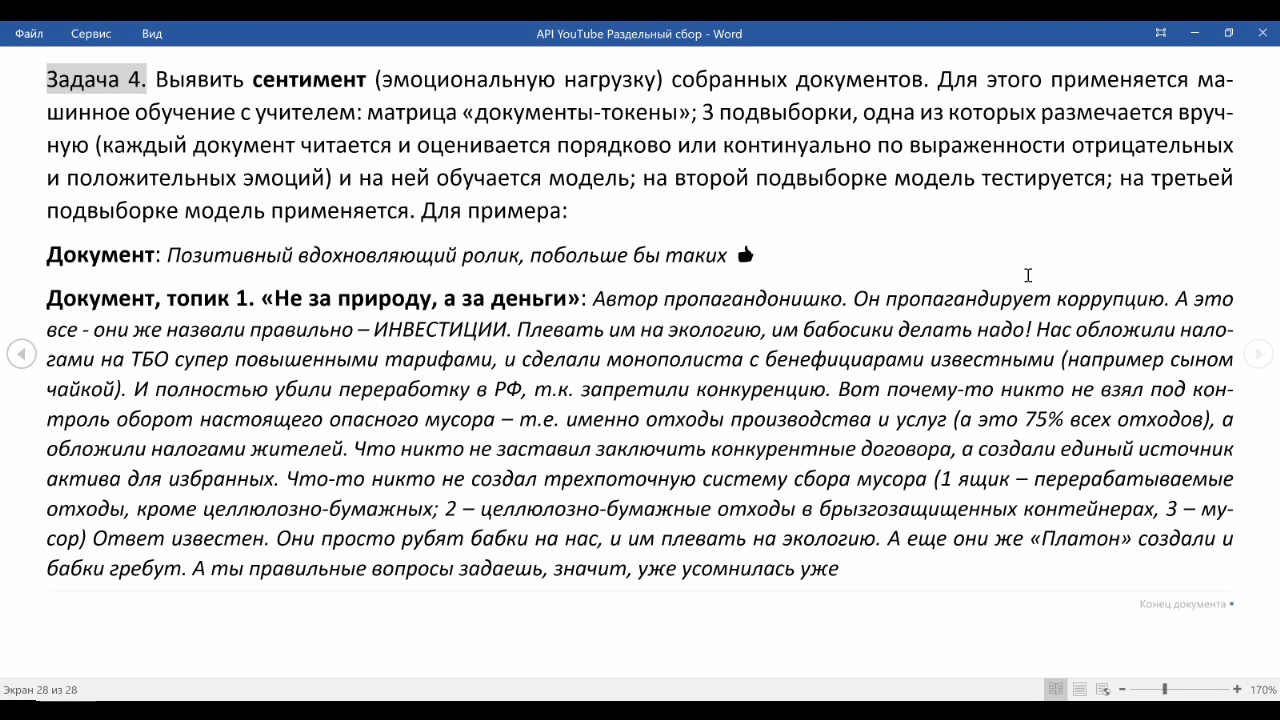 Файл Сервис Вид API YouTube Раздельный сбор - Word
Задача 4. Выявить сентимент (эмоциональную нагрузку) собранных документов. Для этого применяется ма-
шинное обучение с учителем: матрица «документы-токены»; 3 подвыборки, одна из которых размечается вруч-
ную (каждый документ читается и оценивается порядково или континуально по выраженности отрицательных
и положительных эмоций) и на ней обучается модель; на второй подвыборке модель тестируется; на третьей
подвыборке модель применяется. Для примера:
Документ: Позитивный вдохновляющий ролик, побольше бы таких
Документ, топик 1. «Не за природу, а за деньги»: Автор пропагандонишко. Он пропагандирует коррупцию. А это
все - они же назвали правильно – ИНВЕСТИЦИИ. Плевать им на экологию, им бабосики делать надо! Нас обложили нало-
гами на ТБО супер повышенными тарифами, и сделали монополиста с бенефициарами известными (например сыном
чайкой). И полностью убили переработку в РФ, т.к. запретили конкуренцию. Вот почему-то никто не взял под кон-
троль оборот настоящего опасного мусора – т.е. именно отходы производства и услуг (а это 75% всех отходов), а
обложили налогами жителей. Что никто не заставил заключить конкурентные договора, а создали единый источник
актива для избранных. Что-то никто не создал трехпоточную систему сбора мусора (1 ящик – перерабатываемые
отходы, кроме целлюлозно-бумажных; 2 – целлюлозно-бумажные отходы в брызгозащищенных контейнерах, 3 – му-
сор) Ответ известен. Они просто рубят бабки на нас, и им плевать на экологию. А еще они же «Платон» создали и
бабки гребут. А ты правильные вопросы задаешь, значит, уже усомнилась уже
Конец документа
Экран 28 из 28 170%